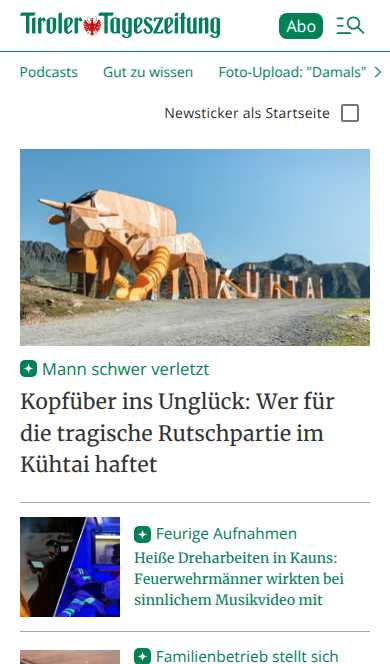 Tiroler Tageszeitung
Abo
Podcasts Gut zu wissen Foto-Upload: "Damals"
Newsticker als Startseite
KÜHTAI
Mann schwer verletzt
Kopfüber ins Unglück: Wer für
die tragische Rutschpartie im
Kühtai haftet
Feurige Aufnahmen
Heiße Dreharbeiten in Kauns:
Feuerwehrmänner wirkten bei
sinnlichem Musikvideo mit
Familienbetrieb stellt sich